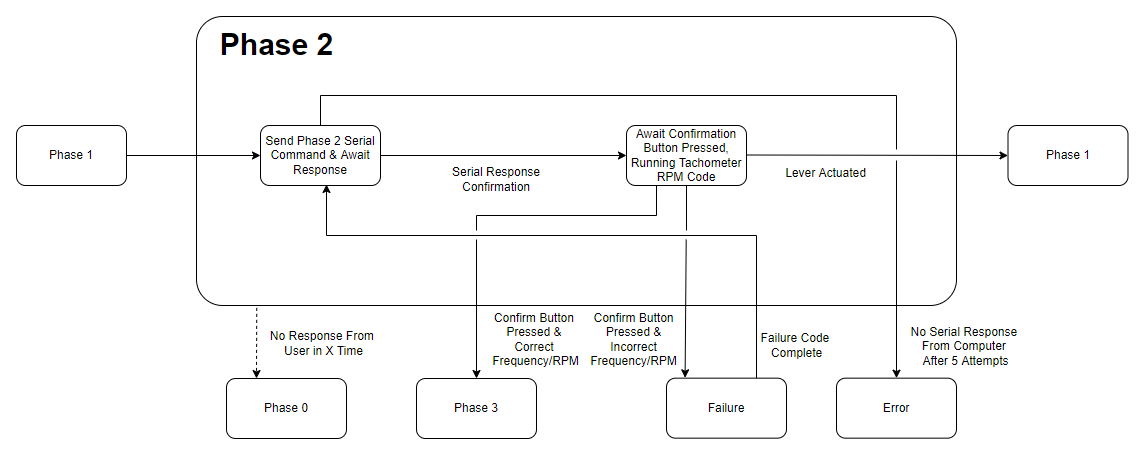 Phase 2
Phase 1
Send Phase 2 Serial
Command & Await
Response
Serial Response
Confirmation
Await Confirmation
Button Pressed,
Running Tachometer
RPM Code
Lever Actuated
Phase 1
No Response From
User in X Time
Confirm Button
Pressed &
Correct
Frequency/RPM
Confirm Button
Pressed &
Incorrect
Frequency/RPM
Failure Code
Complete
No Serial Response
From Computer
After 5 Attempts
Phase 0
Phase 3
Failure
Error